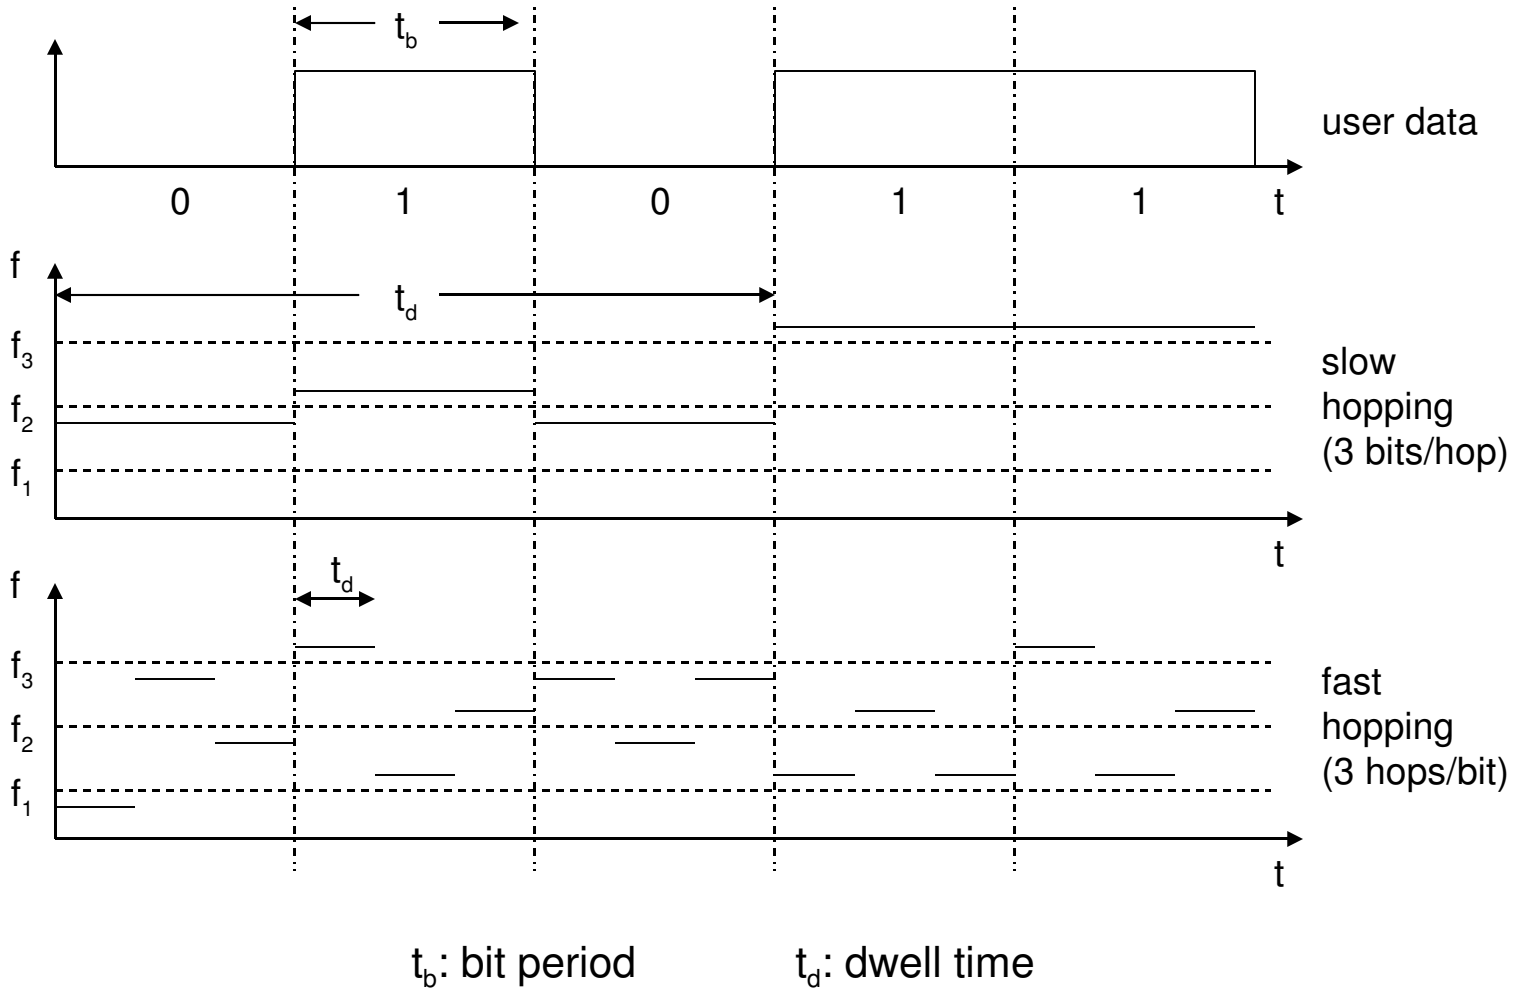 t_b
user data
0 1 0 1 1 t
f
t_d
f_3
f_2
f_1
slow
hopping
(3 bits/hop)
t
f
t_d
f_3
f_2
f_1
fast
hopping
(3 hops/bit)
t
t_b: bit period t_d: dwell time